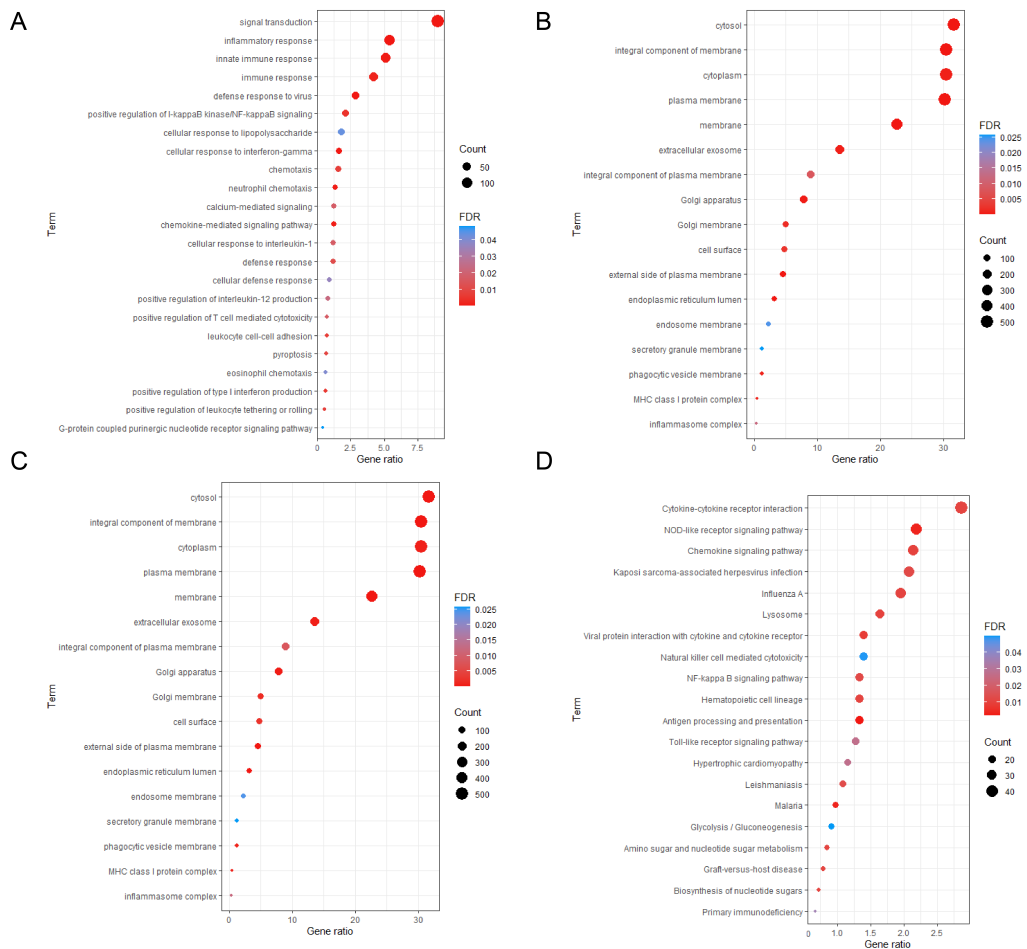 A
signal transduction
inflammatory response
innate immune response
immune response
defense response to virus
positive regulation of I-kappaB kinase/NF-kappaB signaling
cellular response to lipopolysaccharide
cellular response to interferon-gamma
chemotaxis
neutrophil chemotaxis
calcium-mediated signaling
chemokine-mediated signaling pathway
cellular response to interleukin-1
defense response
cellular defense response
positive regulation of interleukin-12 production
positive regulation of T cell mediated cytotoxicity
leukocyte cell-cell adhesion
pyroptosis
eosinophil chemotaxis
positive regulation of type I interferon production
positive regulation of leukocyte tethering or rolling
G-protein coupled purinergic nucleotide receptor signaling pathway
Term
0.0 2.5 5.0 7.5
Gene ratio
Count
50
100
FDR
0.04
0.03
0.02
0.01
B
cytosol
integral component of membrane
cytoplasm
plasma membrane
membrane
extracellular exosome
integral component of plasma membrane
Golgi apparatus
Golgi membrane
cell surface
external side of plasma membrane
endoplasmic reticulum lumen
endosome membrane
secretory granule membrane
phagocytic vesicle membrane
MHC class I protein complex
inflammasome complex
Term
0 10 20 30
Gene ratio
FDR
0.025
0.020
0.015
0.010
0.005
Count
100
200
300
400
500
C
cytosol
integral component of membrane
cytoplasm
plasma membrane
membrane
extracellular exosome
integral component of plasma membrane
Golgi apparatus
Golgi membrane
cell surface
external side of plasma membrane
endoplasmic reticulum lumen
endosome membrane
secretory granule membrane
phagocytic vesicle membrane
MHC class I protein complex
inflammasome complex
Term
0 10 20 30
Gene ratio
FDR
0.025
0.020
0.015
0.010
0.005
Count
100
200
300
400
500
D
Cytokine-cytokine receptor interaction
NOD-like receptor signaling pathway
Chemokine signaling pathway
Kaposi sarcoma-associated herpesvirus infection
Influenza A
Lysosome
Viral protein interaction with cytokine and cytokine receptor
Natural killer cell mediated cytotoxicity
NF-kappa B signaling pathway
Hematopoietic cell lineage
Antigen processing and presentation
Toll-like receptor signaling pathway
Hypertrophic cardiomyopathy
Leishmaniasis
Malaria
Glycolysis / Gluconeogenesis
Amino sugar and nucleotide sugar metabolism
Graft-versus-host disease
Biosynthesis of nucleotide sugars
Primary immunodeficiency
Term
1.0 1.5 2.0 2.5
Gene ratio
FDR
0.04
0.03
0.02
0.01
Count
20
30
40